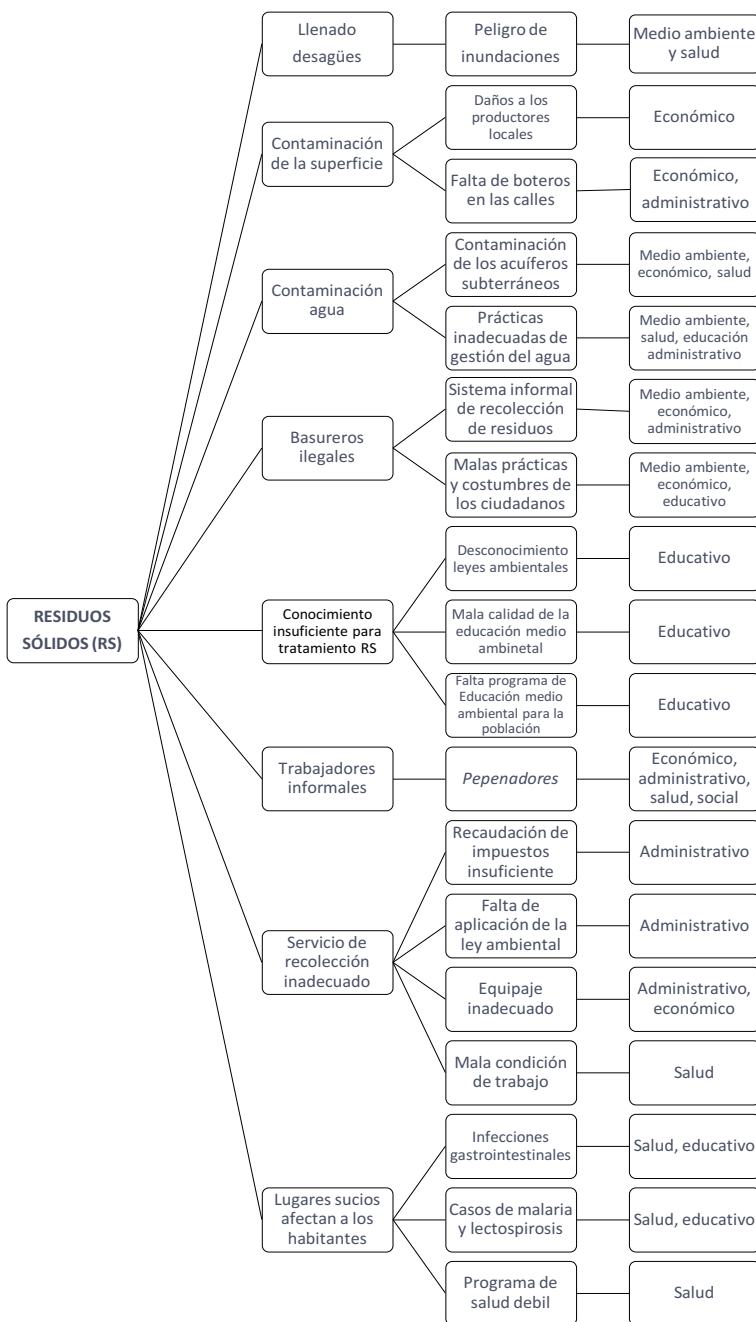 Llenado
desagües
Peligro de
inundaciones
Medio ambiente
y salud
Contaminación
de la superficie
Daños a los
productores
locales
Económico
Falta de boteros
en las calles
Económico,
administrativo
Contaminación
agua
Contaminación
de los acuíferos
subterráneos
Medio ambiente,
económico, salud
Prácticas
inadecuadas de
gestión del agua
Medio ambiente,
salud, educación
administrativo
Basureros
ilegales
Sistema informal
de recolección
de residuos
Medio ambiente,
económico,
administrativo
Malas prácticas
y costumbres de
los ciudadanos
Medio ambiente,
económico,
educativo
RESIDUOS
SÓLIDOS (RS)
Conocimiento
insuficiente para
tratamiento RS
Desconocimiento
leyes ambientales
Educativo
Mala calidad de la
educación medio
ambinetal
Educativo
Falta programa de
Educación medio
ambiental para la
población
Educativo
Trabajadores
informales
Pepenadores
Económico,
administrativo,
salud, social
Servicio de
recolección
inadecuado
Recaudación de
impuestos
insuficiente
Administrativo
Falta de
aplicación de la
ley ambiental
Administrativo
Equipaje
inadecuado
Administrativo,
económico
Mala condición
de trabajo
Salud
Lugares sucios
afectan a los
habitantes
Infecciones
gastrointestinales
Salud, educativo
Casos de malaria
y lectospirosis
Salud, educativo
Programa de
salud debil
Salud